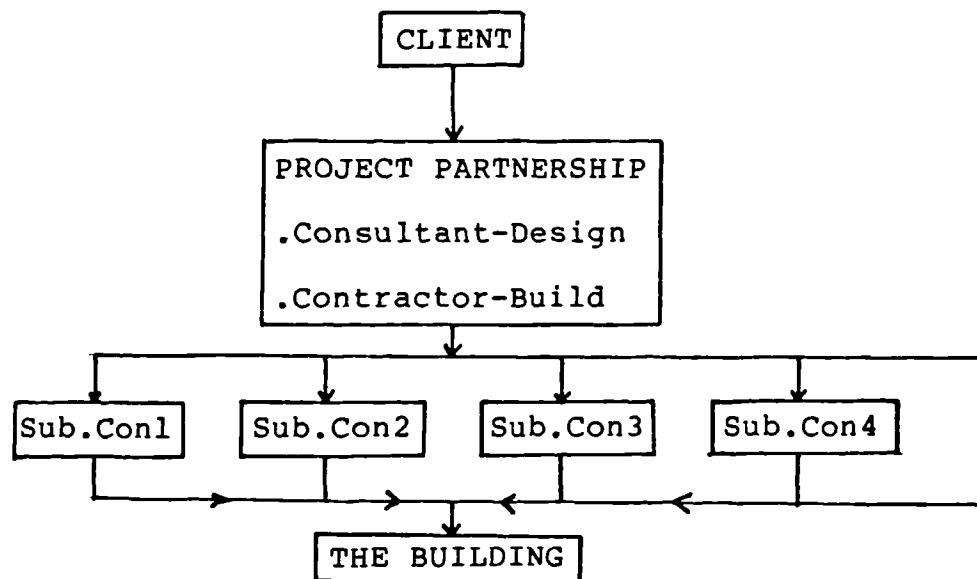 CLIENT
PROJECT PARTNERSHIP
.Consultant-Design
.Contractor-Build
Sub.Con1 Sub.Con2 Sub.Con3 Sub.Con4
THE BUILDING